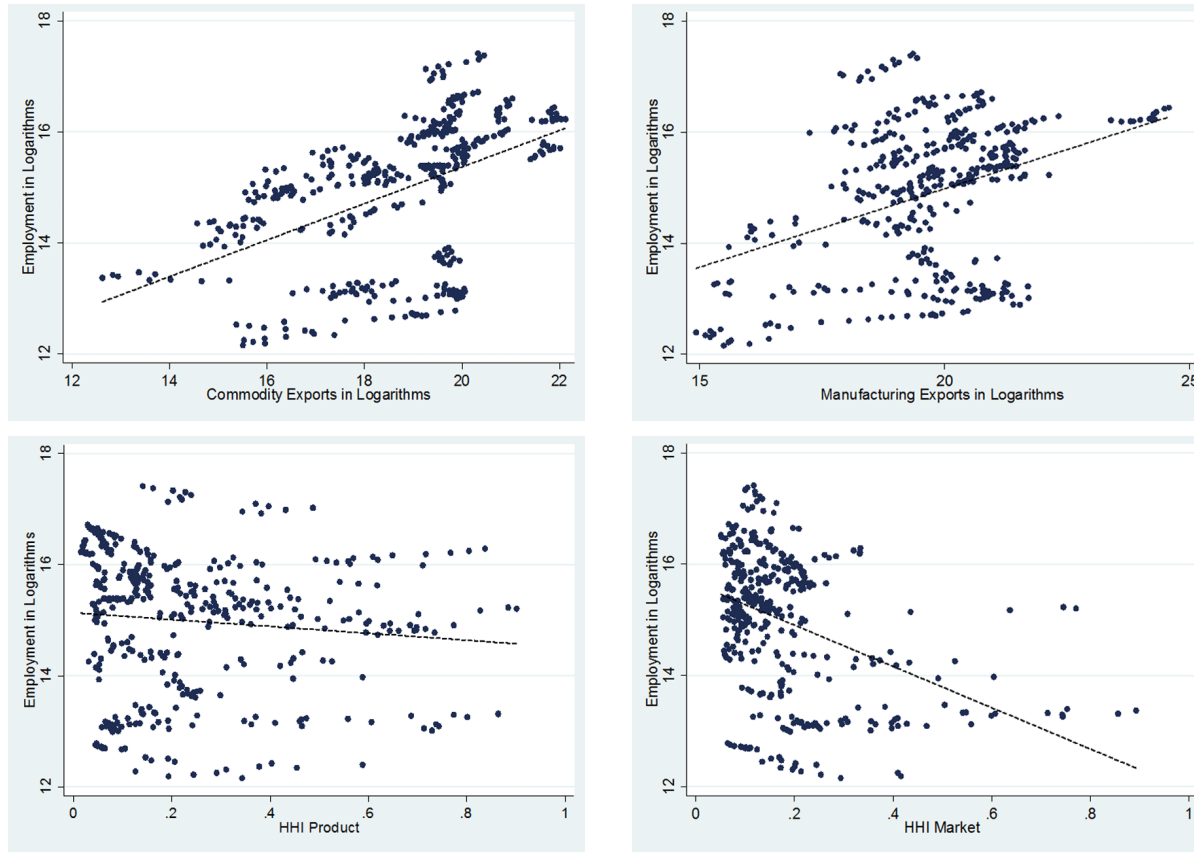 Employment in Logarithms
18
16
14
12
12 14 16 18 20 22
Commodity Exports in Logarithms
Employment in Logarithms
18
16
14
12
15 20 25
Manufacturing Exports in Logarithms
Employment in Logarithms
18
16
14
12
0 .2 .4 .6 .8 1
HHI Product
Employment in Logarithms
18
16
14
12
0 .2 .4 .6 .8 1
HHI Market